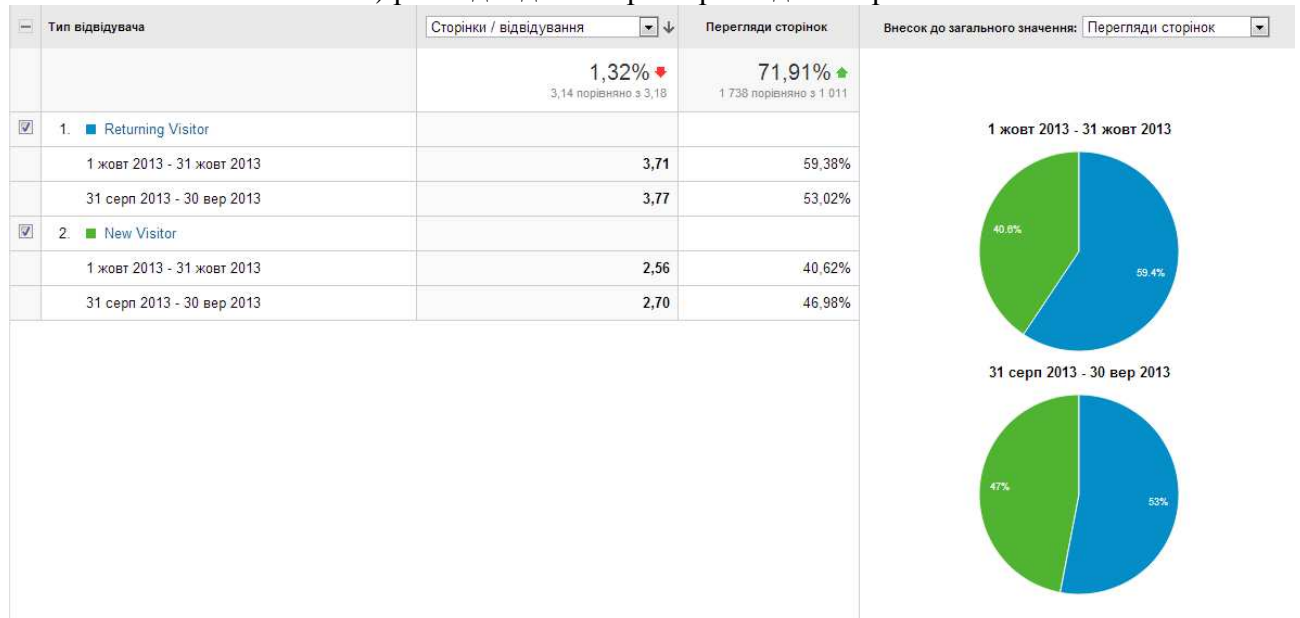 Тип відвідувача
Сторінки / відвідування
Перегляди сторінок
Внесок до загального значення: Перегляди сторінок
1,32%
3,14 порівняно з 3,18
71,91%
1 738 порівняно з 1 011
1. Returning Visitor
1 жовт 2013 - 31 жовт 2013 3,71 59,38%
31 серп 2013 - 30 вер 2013 3,77 53,02%
2. New Visitor
1 жовт 2013 - 31 жовт 2013 2,56 40,62%
31 серп 2013 - 30 вер 2013 2,70 46,98%
1 жовт 2013 - 31 жовт 2013
40.6%
59.4%
31 серп 2013 - 30 вер 2013
47%
53%